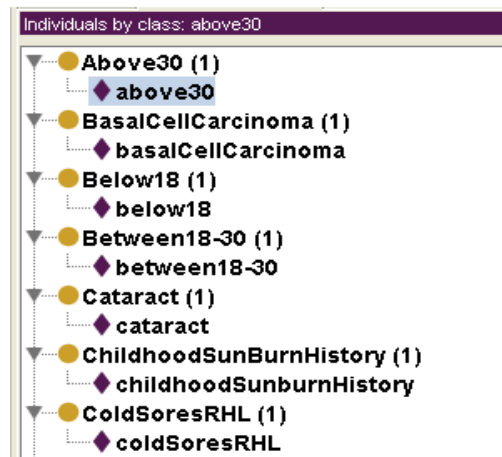 Individuals by class: above30
Above30 (1)
above30
BasalCellCarcinoma (1)
basalCellCarcinoma
Below18 (1)
below18
Between18-30 (1)
between18-30
Cataract (1)
cataract
ChildhoodSunBurnHistory (1)
childhoodSunburnHistory
ColdSoresRHL (1)
coldSoresRHL